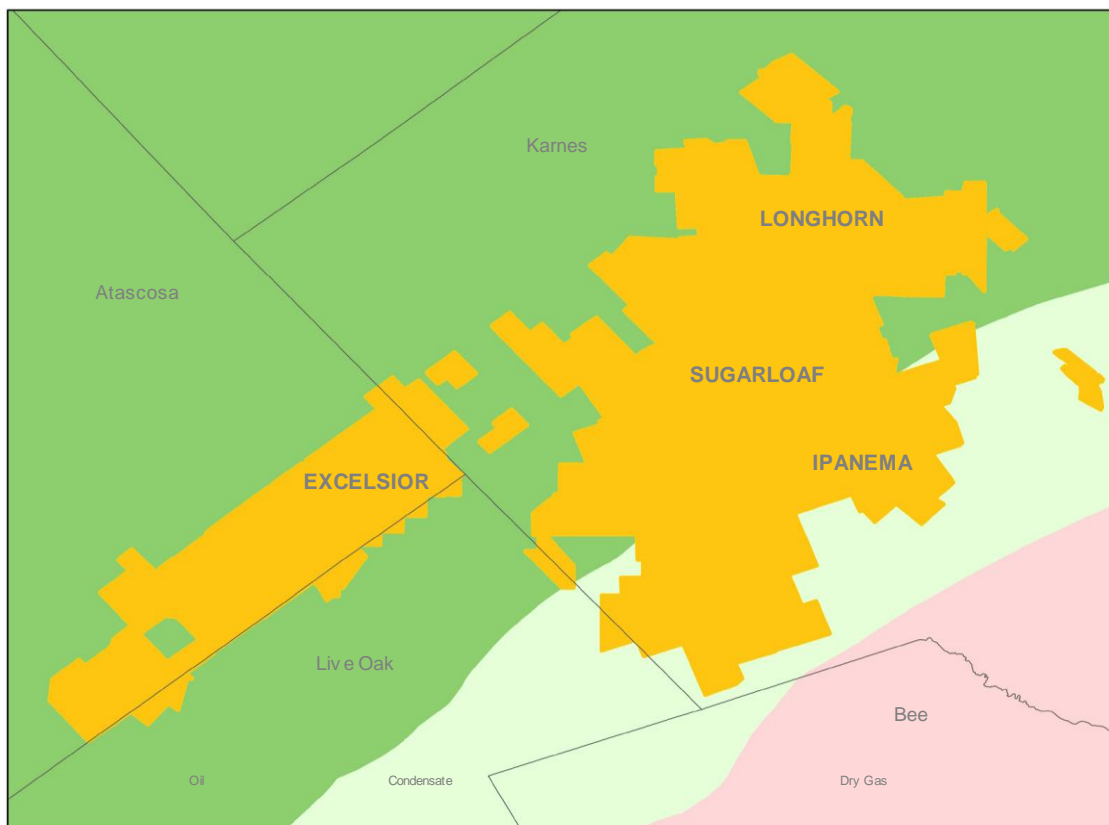 Karnes
LONGHORN
Atascosa
SUGARLOAF
IPANEMA
EXCELSIOR
Liv e Oak
Bee
Oil
Condensate
Dry Gas